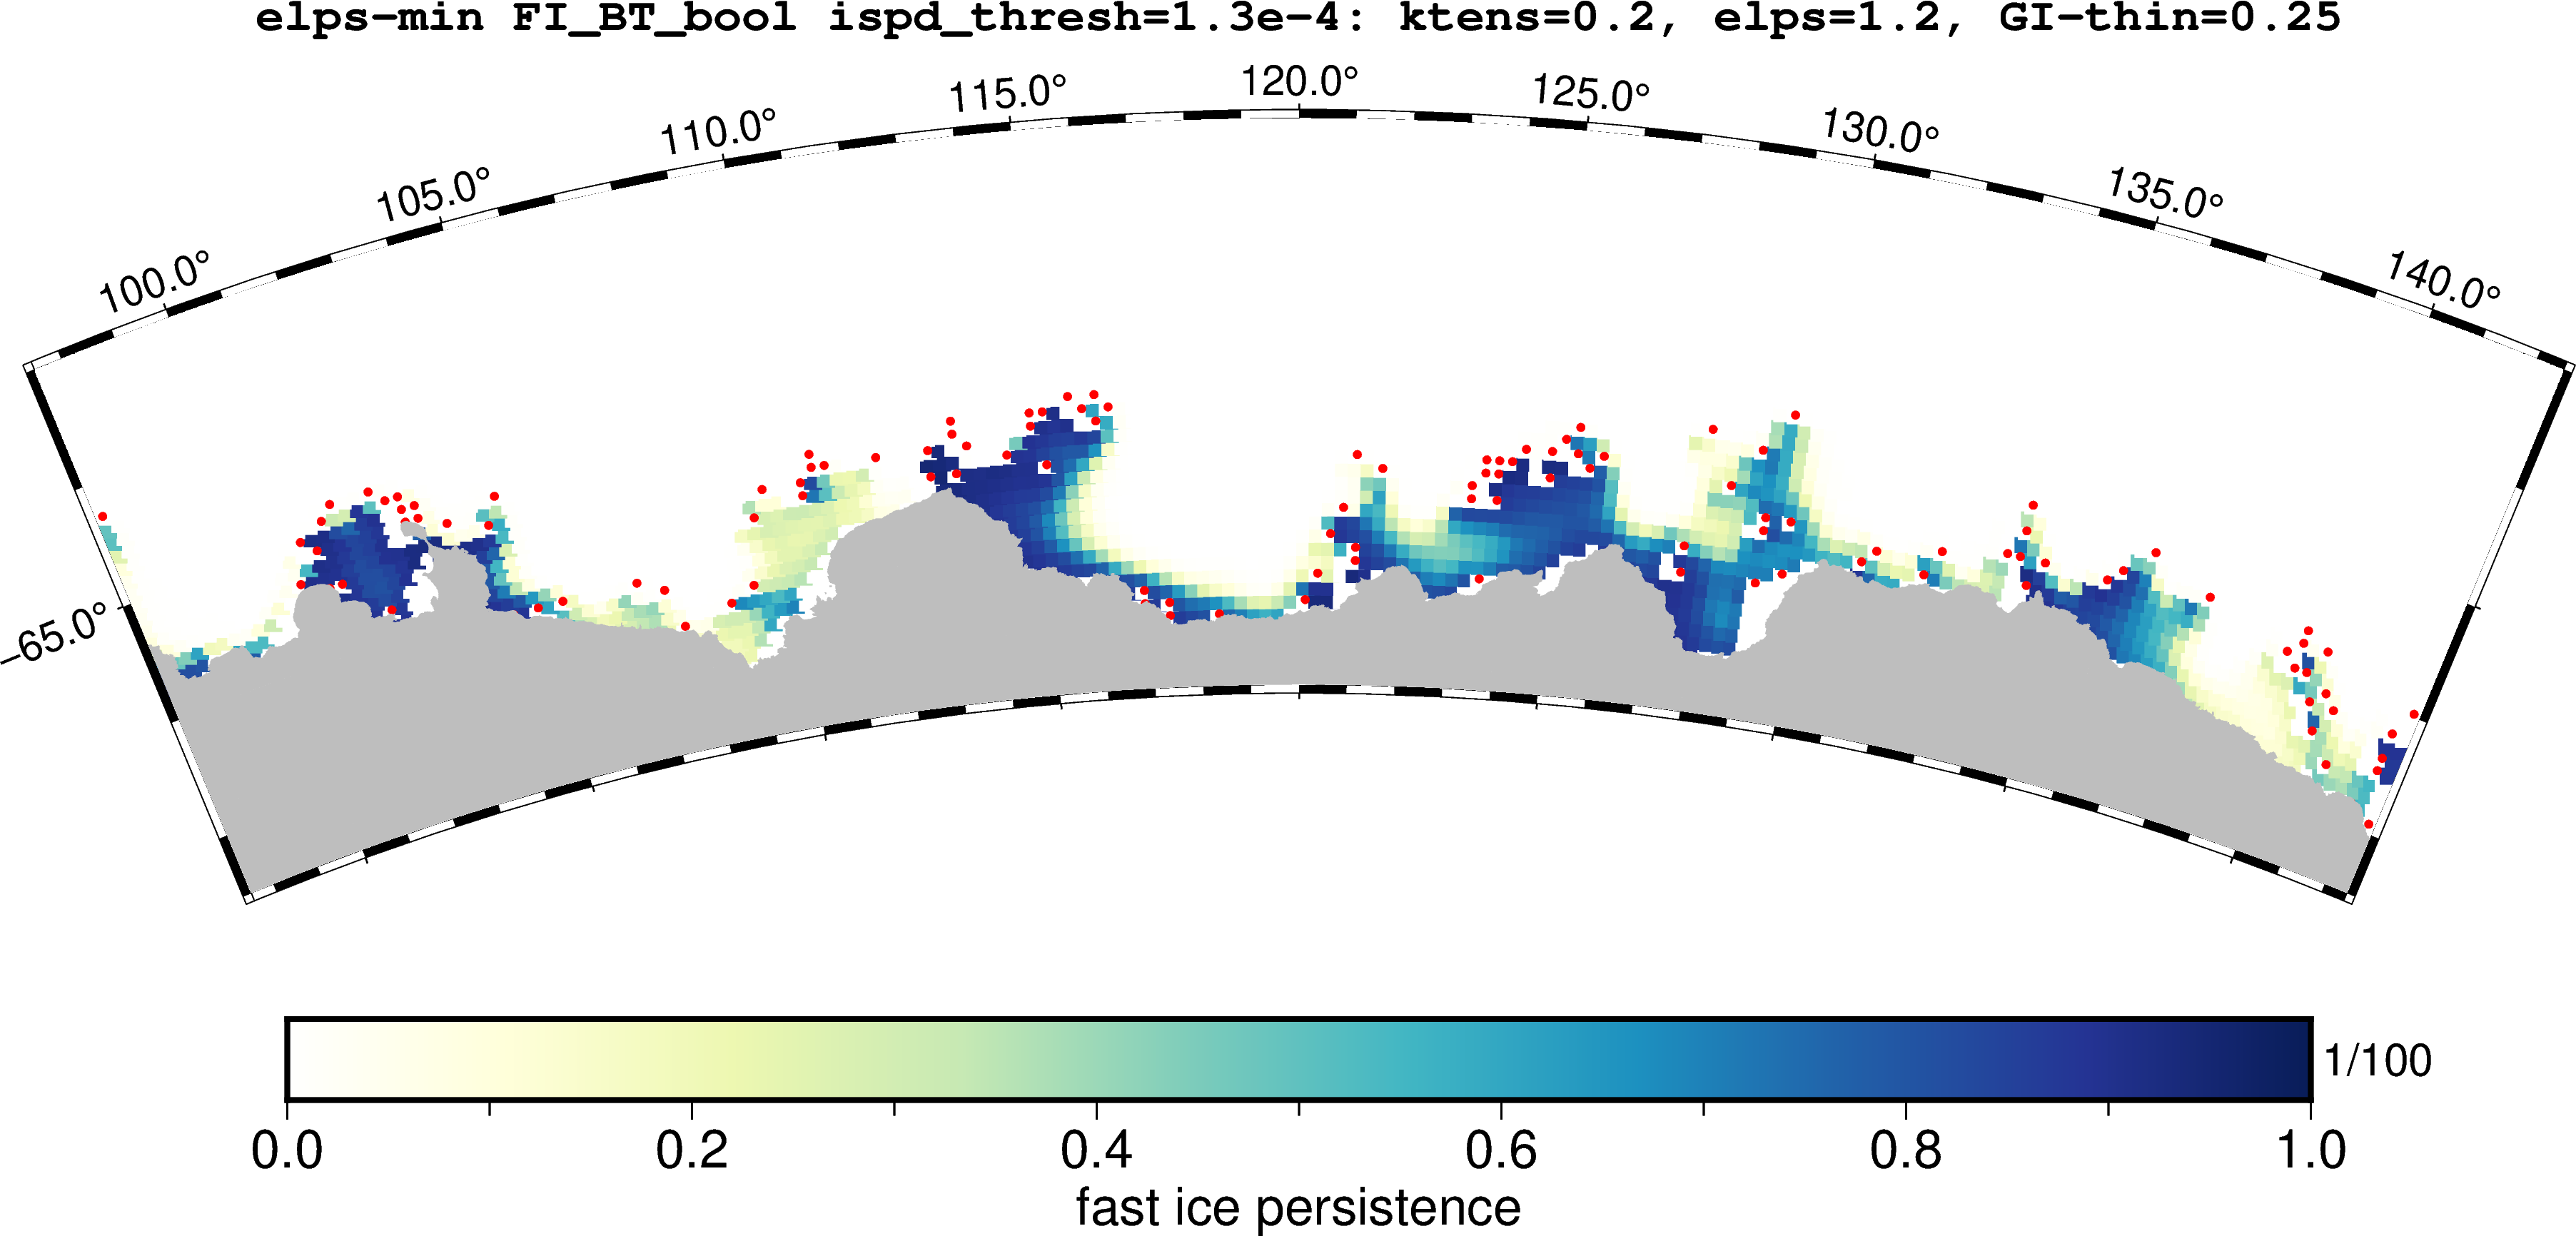 elps-min FI_BT_bool ispd_thresh=1.3e-4: ktens=0.2, elps=1.2, GI-thin=0.25
100.0° 105.0° 110.0° 115.0° 120.0° 125.0° 130.0° 135.0° 140.0°
-65.0°
1/100
0.0 0.2 0.4 0.6 0.8 1.0
fast ice persistence